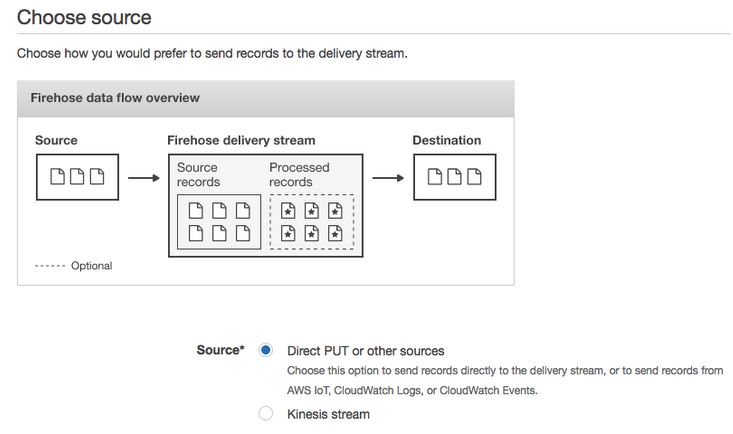 Choose source
Choose how you would prefer to send records to the delivery stream.
Firehose data flow overview
Source
Firehose delivery stream
Destination
Source records
Processed records
Optional
Source*
Direct PUT or other sources
Choose this option to send records directly to the delivery stream, or to send records from
AWS IoT, CloudWatch Logs, or CloudWatch Events.
Kinesis stream